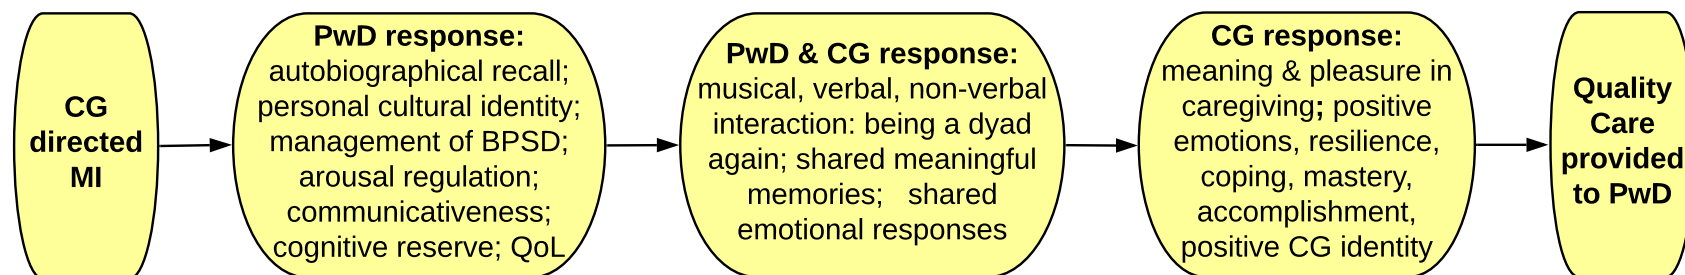 CG
directed
MI
PwD response:
autobiographical recall;
personal cultural identity;
management of BPSD;
arousal regulation;
communicativeness;
cognitive reserve; QoL
PwD & CG response:
musical, verbal, non-verbal
interaction: being a dyad
again; shared meaningful
memories;   shared
emotional responses
CG response:
meaning & pleasure in
caregiving; positive
emotions, resilience,
coping, mastery,
accomplishment,
positive CG identity
Quality
Care
provided
to PwD